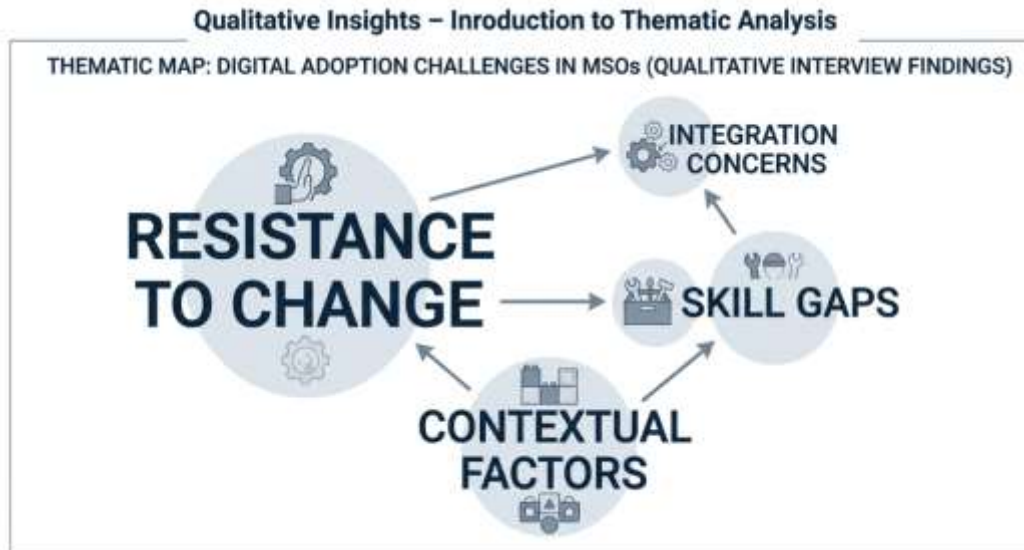 Qualitative Insights – Inroduction to Thematic Analysis
THEMATIC MAP: DIGITAL ADOPTION CHALLENGES IN MSOs (QUALITATIVE INTERVIEW FINDINGS)
INTEGRATION
CONCERNS
RESISTANCE
TO CHANGE
SKILL GAPS
CONTEXTUAL
FACTORS